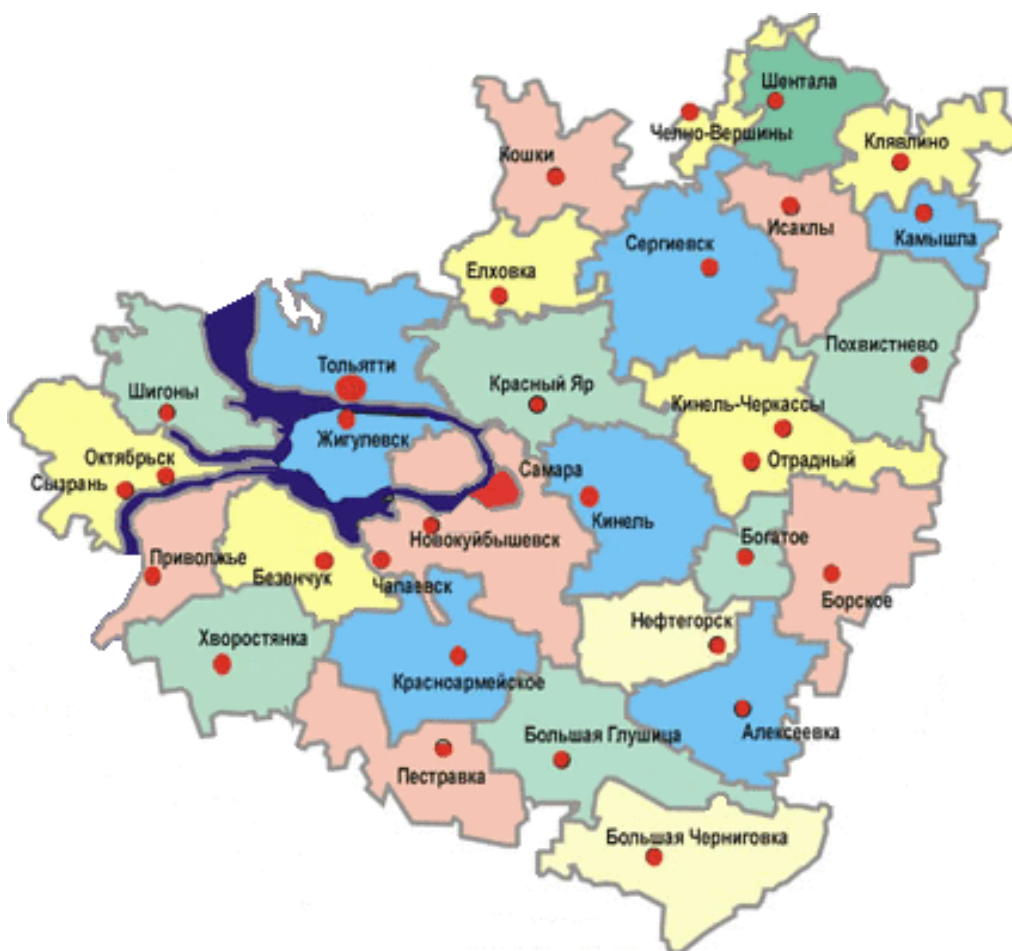 Шентала
Челно-Вершины
Клявлино
Кошки
Исаклы
Камышла
Сергиевск
Елховка
Похвистнево
Тольятти
Красный Яр
Шигоны
Кинель-Черкассы
Жигулевск
Октябрьск
Отрадный
Самара
Сызрань
Кинель
Новокуйбышевск
Богатое
Приволжье
Безенчук
Чапаевск
Борское
Нефтегорск
Хворостянка
Красноармейское
Большая Глушица
Алексеевка
Пестравка
Большая Черниговка